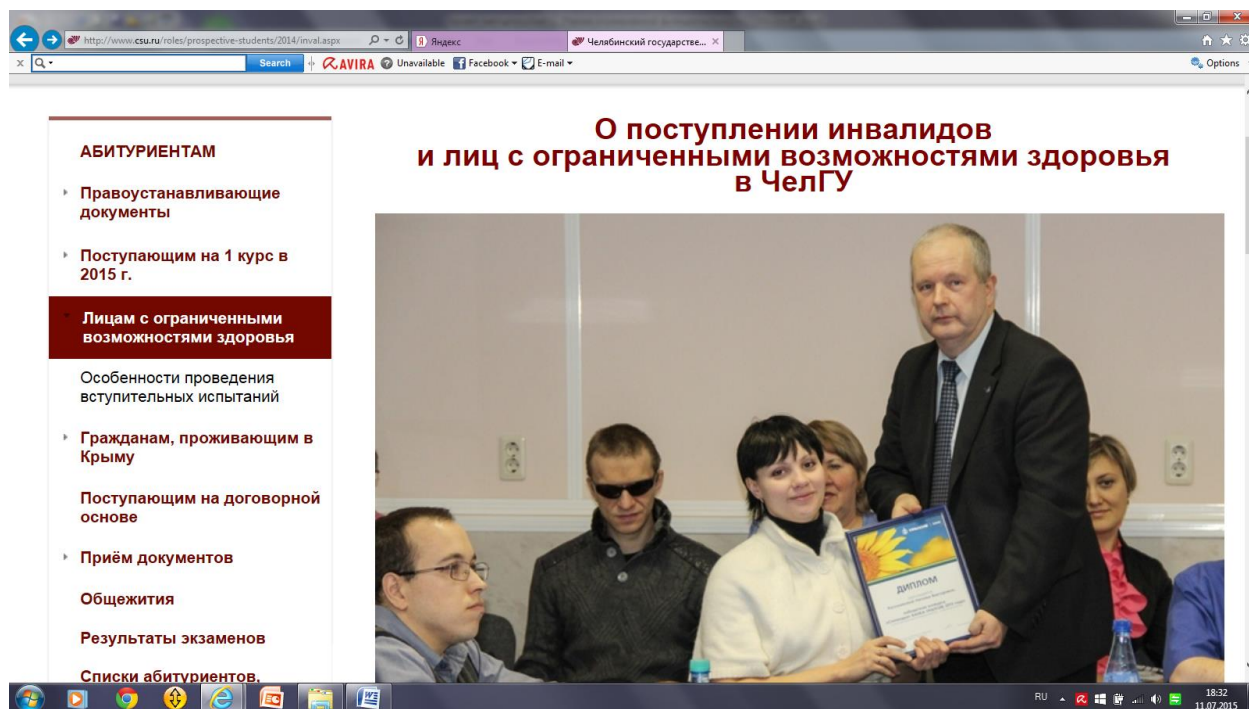 http://www.csu.ru/roles/prospective-students/2014/inval.aspx
Яндекс
Челябинский государстве...
Search
AVIRA
Unavailable
Facebook
E-mail
Options
АБИТУРИЕНТАМ
Правоустанавливающие
документы
Поступающим на 1 курс в
2015 г.
Лицам с ограниченными
возможностями здоровья
Особенности проведения
вступительных испытаний
Гражданам, проживающим в
Крыму
Поступающим на договорной
основе
Приём документов
Общежития
Результаты экзаменов
Списки абитуриентов,
О поступлении инвалидов
и лиц с ограниченными возможностями здоровья
в ЧелГУ
ДИПЛОМ
RU
18:32
11.07.2015